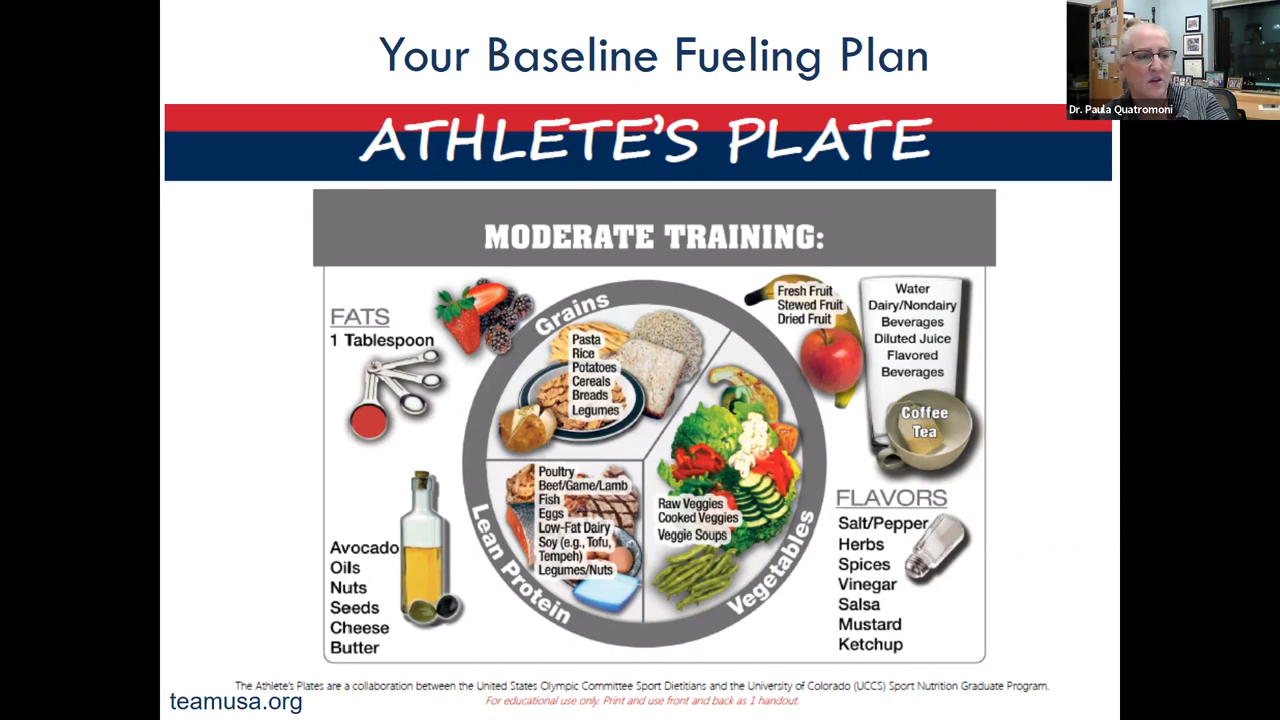 Your Baseline Fueling Plan
Dr. Paula Quatromoni
ATHLETE'S PLATE
MODERATE TRAINING:
FATS
1 Tablespoon
Avocado
Oils
Nuts
Seeds
Cheese
Butter
Grains
Pasta
Rice
Potatoes
Cereals
Breads
Legumes
Lean Protein
Poultry
Beef/Game/Lamb
Fish
Eggs
Low-Fat Dairy
Soy (e.g., Tofu,
Tempeh)
Legumes/Nuts
Vegetables
Raw Veggies
Cooked Veggies
Veggie Soups
Fresh Fruit
Stewed Fruit
Dried Fruit
Water
Dairy/Nondairy
Beverages
Diluted Juice
Flavored
Beverages
Coffee
Tea
FLAVORS
Salt/Pepper
Herbs
Spices
Vinegar
Salsa
Mustard
Ketchup
The Athlete's Plates are a collaboration between the United States Olympic Committee Sport Dietitians and the University of Colorado (UCCS) Sport Nutrition Graduate Program.
For educational use only. Print and use front and back as 1 handout.
teamusa.org